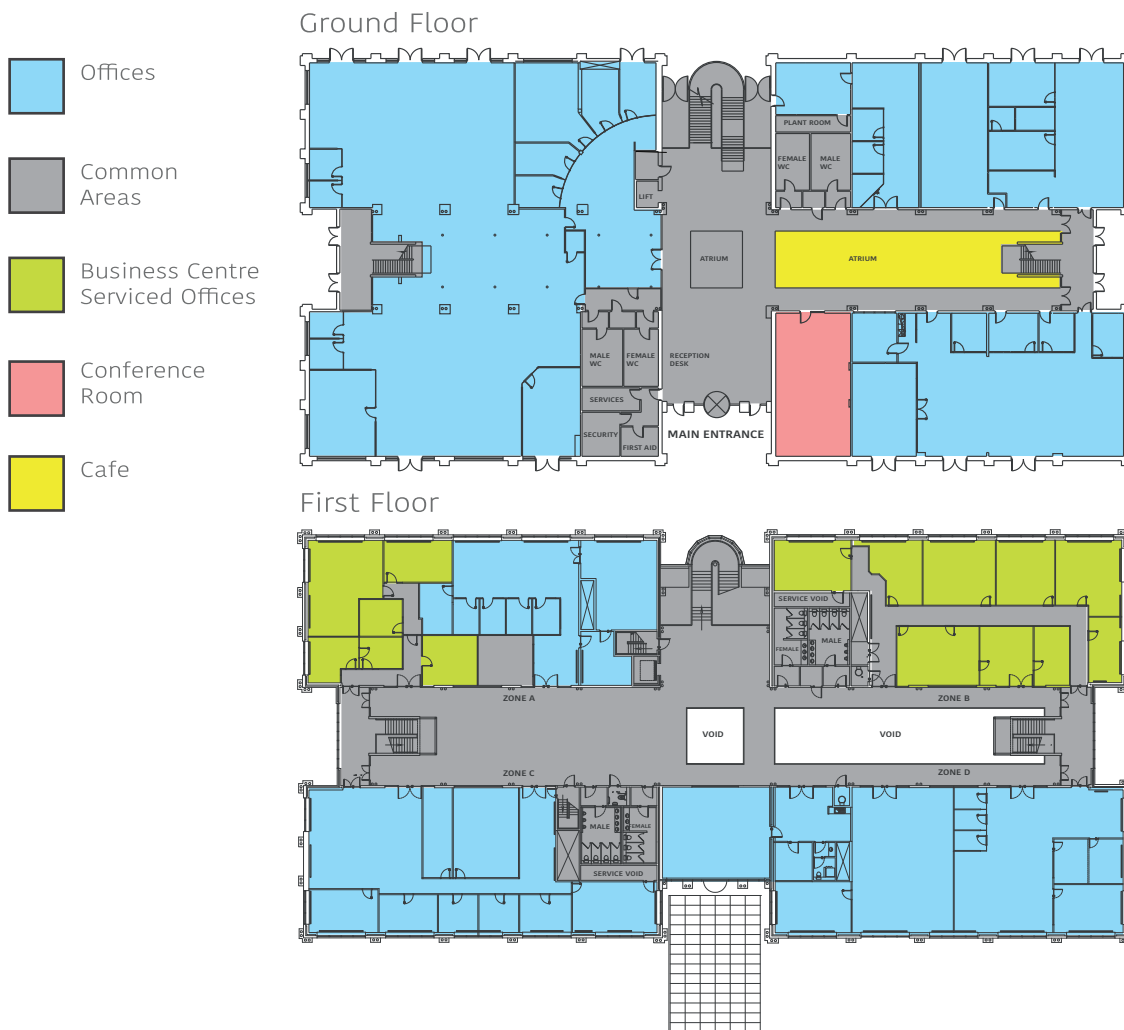 Ground Floor
Offices
Common
Areas
Business Centre
Serviced Offices
Conference
Room
Cafe
PLANT ROOM
FEMALE
WC
MALE
WC
LIFT
ATRIUM
ATRIUM
MALE
WC
FEMALE
WC
RECEPTION
DESK
SERVICES
SECURITY
FIRST AID
MAIN ENTRANCE
First Floor
SERVICE VOID
MALE
FEMALE
ZONE A
ZONE B
VOID
VOID
ZONE C
ZONE D
MALE
FEMALE
SERVICE VOID